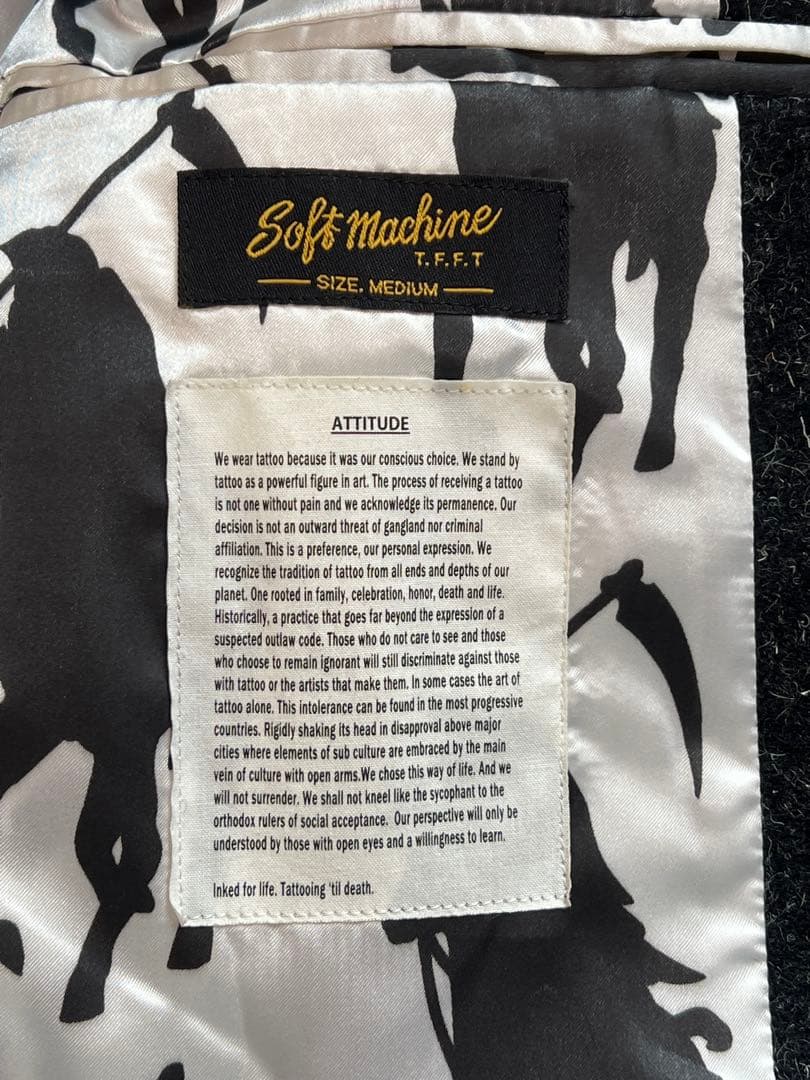 Soft Machine
T.F.F.T
SIZE. MEDIUM
ATTITUDE
We wear tattoo because it was our conscious choice. We stand by
tattoo as a powerful figure in art. The process of receiving a tattoo
is not one without pain and we acknowledge its permanence. Our
decision is not an outward threat of gangland nor criminal
affiliation. This is a preference, our personal expression. We
recognize the tradition of tattoo from all ends and depths of our
planet. One rooted in family, celebration, honor, death and life.
Historically, a practice that goes far beyond the expression of a
suspected outlaw code. Those who do not care to see and those
who choose to remain ignorant will still discriminate against those
with tattoo or the artists that make them. In some cases the art of
tattoo alone. This intolerance can be found in the most progressive
countries. Rigidly shaking its head in disapproval above major
cities where elements of sub culture are embraced by the main
vein of culture with open arms.We chose this way of life. And we
will not surrender. We shall not kneel like the sycophant to the
orthodox rulers of social acceptance. Our perspective will only be
understood by those with open eyes and a willingness to learn.
Inked for life. Tattooing 'til death.